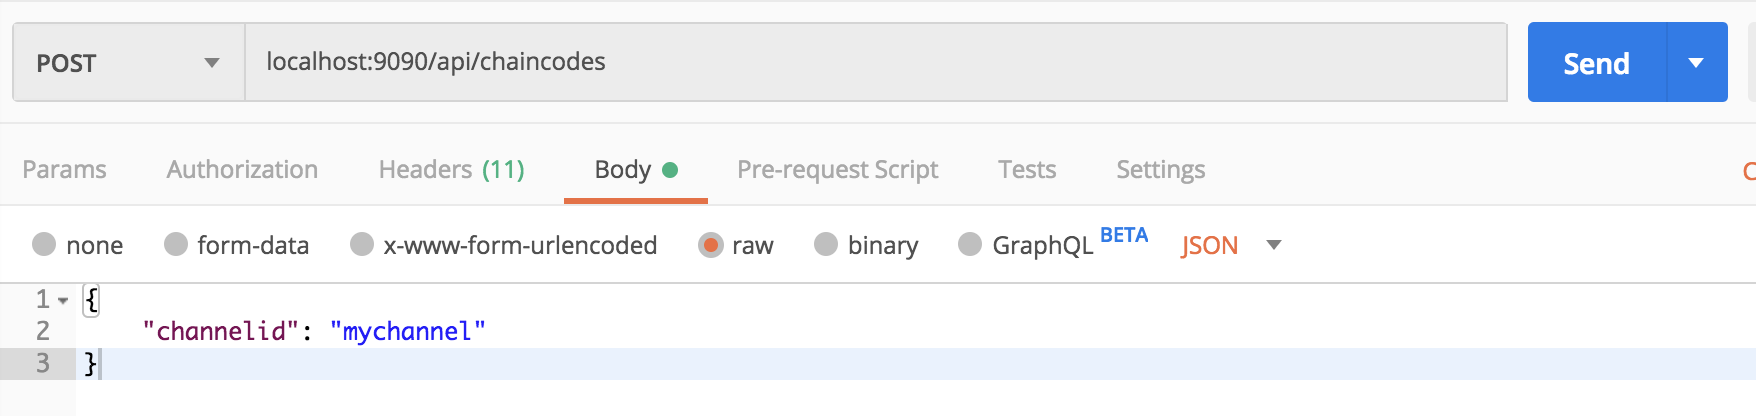 POST localhost:9090/api/chaincodes Send
Params Authorization Headers (11) Body Pre-request Script Tests Settings
none form-data x-www-form-urlencoded raw binary GraphQL BETA JSON
1 {
2 "channelid": "mychannel"
3 }